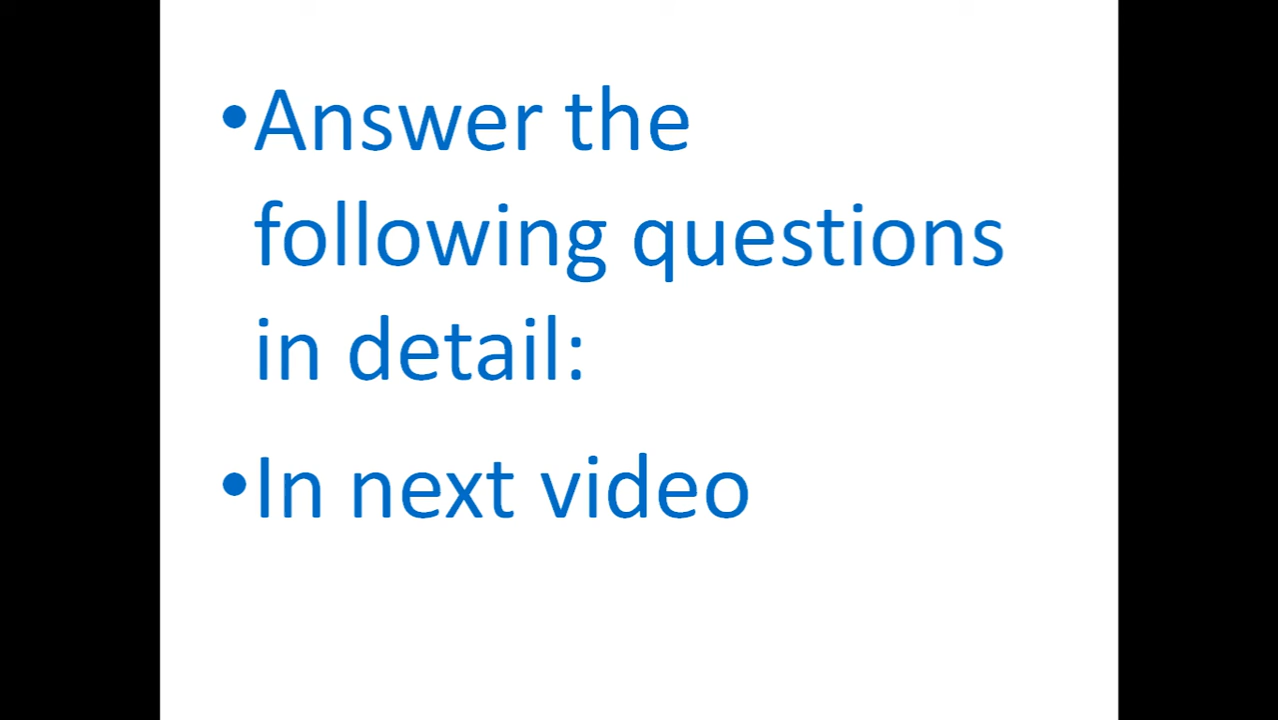 •Answer the
following questions
in detail:
•In next video